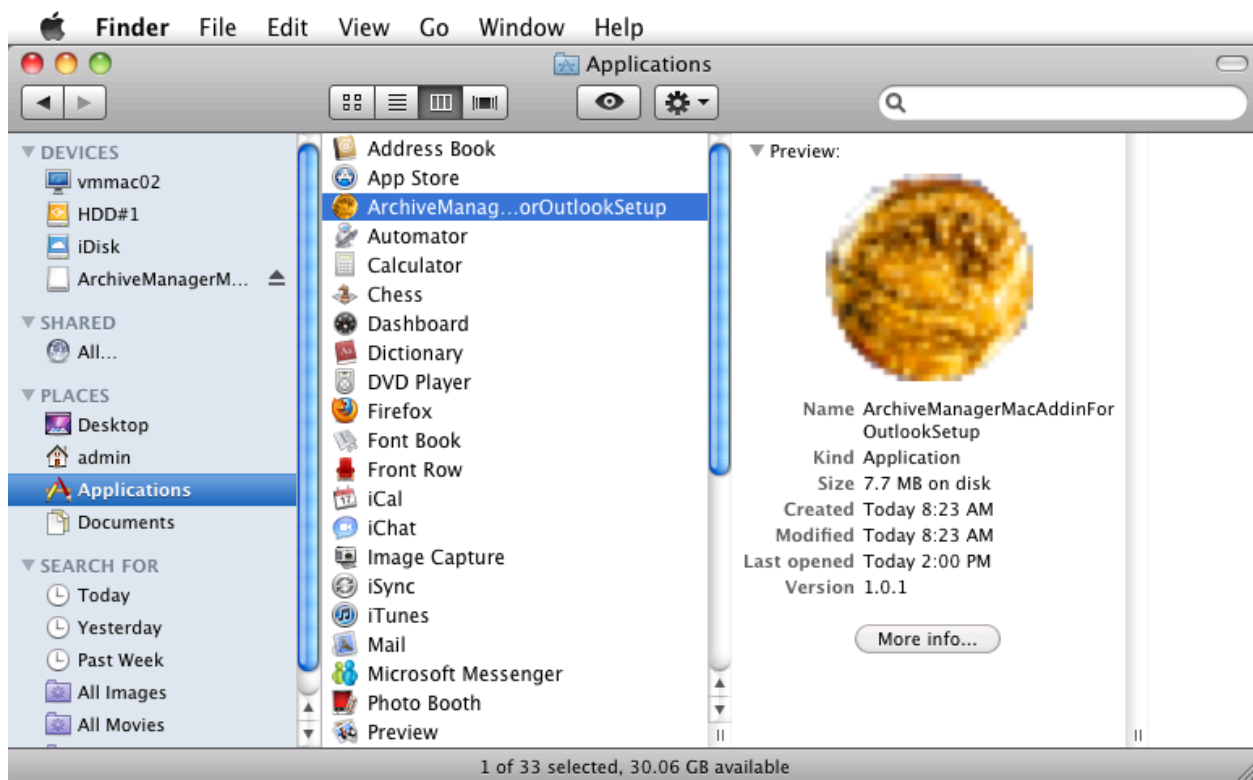 Finder File Edit View Go Window Help
Applications
DEVICES
vmmac02
HDD#1
iDisk
ArchiveManagerM...
SHARED
All...
PLACES
Desktop
admin
Applications
Documents
SEARCH FOR
Today
Yesterday
Past Week
All Images
All Movies
Address Book
App Store
ArchiveManag...orOutlookSetup
Automator
Calculator
Chess
Dashboard
Dictionary
DVD Player
Firefox
Font Book
Front Row
iCal
iChat
Image Capture
iSync
iTunes
Mail
Microsoft Messenger
Photo Booth
Preview
Preview:
Name ArchiveManagerMacAddinFor
OutlookSetup
Kind Application
Size 7.7 MB on disk
Created Today 8:23 AM
Modified Today 8:23 AM
Last opened Today 2:00 PM
Version 1.0.1
More info...
1 of 33 selected, 30.06 GB available